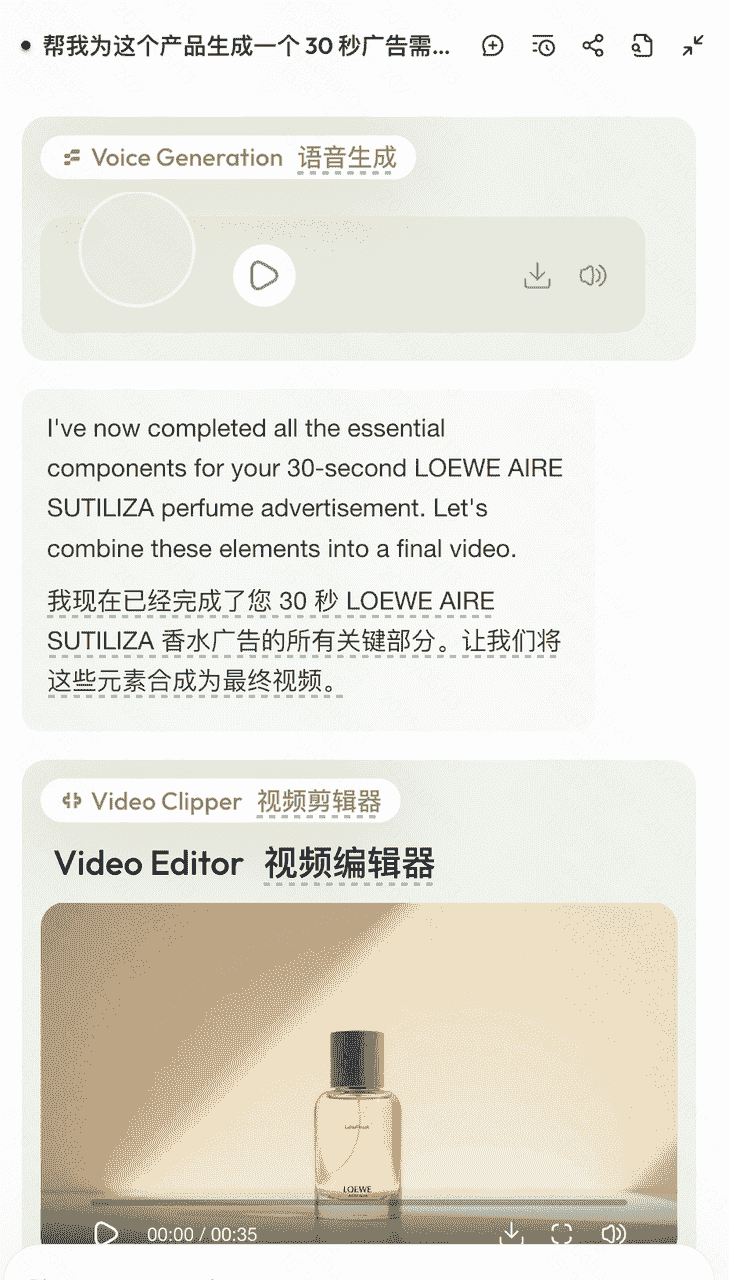 帮我为这个产品生成一个 30 秒广告需...
Voice Generation 语音生成
I've now completed all the essential
components for your 30-second LOEWE AIRE
SUTILIZA perfume advertisement. Let's
combine these elements into a final video.
我现在已经完成了您 30 秒 LOEWE AIRE
SUTILIZA 香水广告的所有关键部分。让我们将
这些元素合成为最终视频。
Video Clipper 视频剪辑器
Video Editor 视频编辑器
LOEWE
00:00 / 00:35